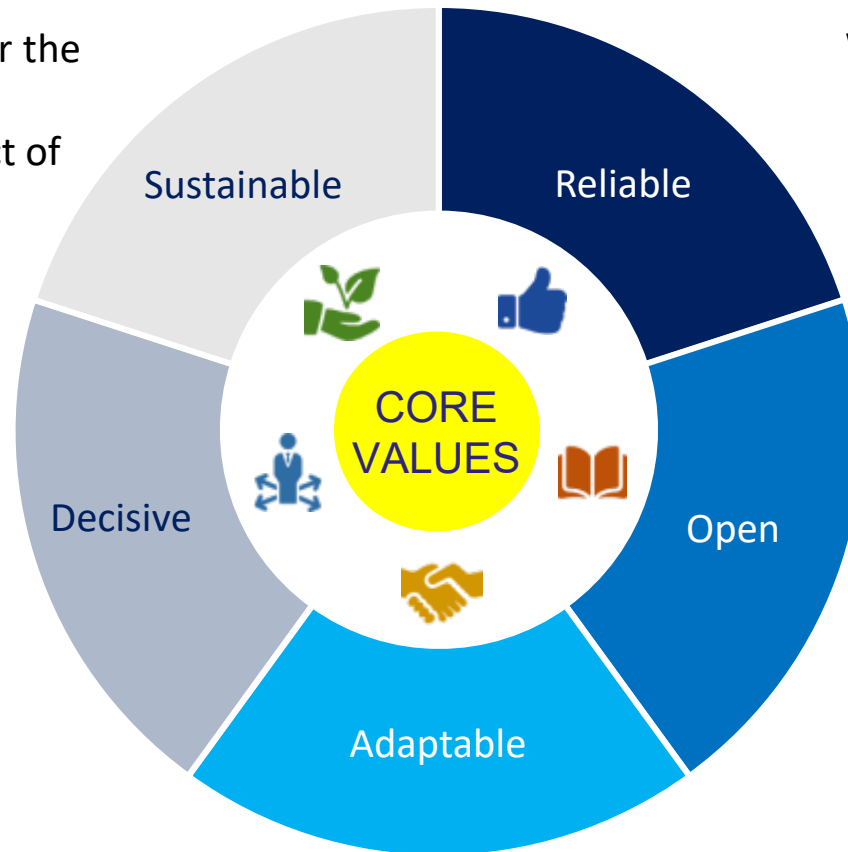 r the
t of
Sustainable
Reliable
CORE
VALUES
Decisive
Open
Adaptable